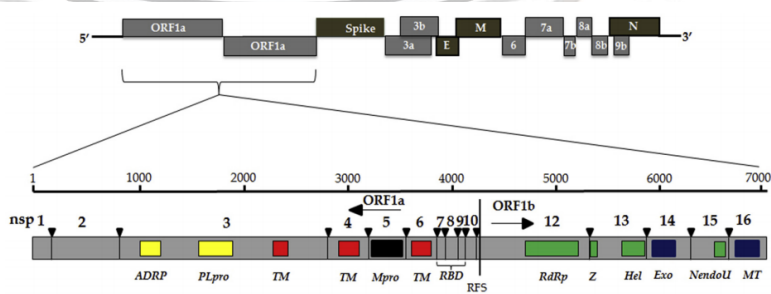 ORF1a Spike 3b M 7a 8a N
5' ORF1a 3a E 6 7b 8b 9b 3'
1 1000 2000 3000 4000 5000 6000 7000
ORF1a ORF1b
nsp 1 2 3 4 5 6 7 8 9 10 12 13 14 15 16
ADRP PLpro TM TM Mpro TM RBD RdRp Z Hel Exo NendoU MT
RFS